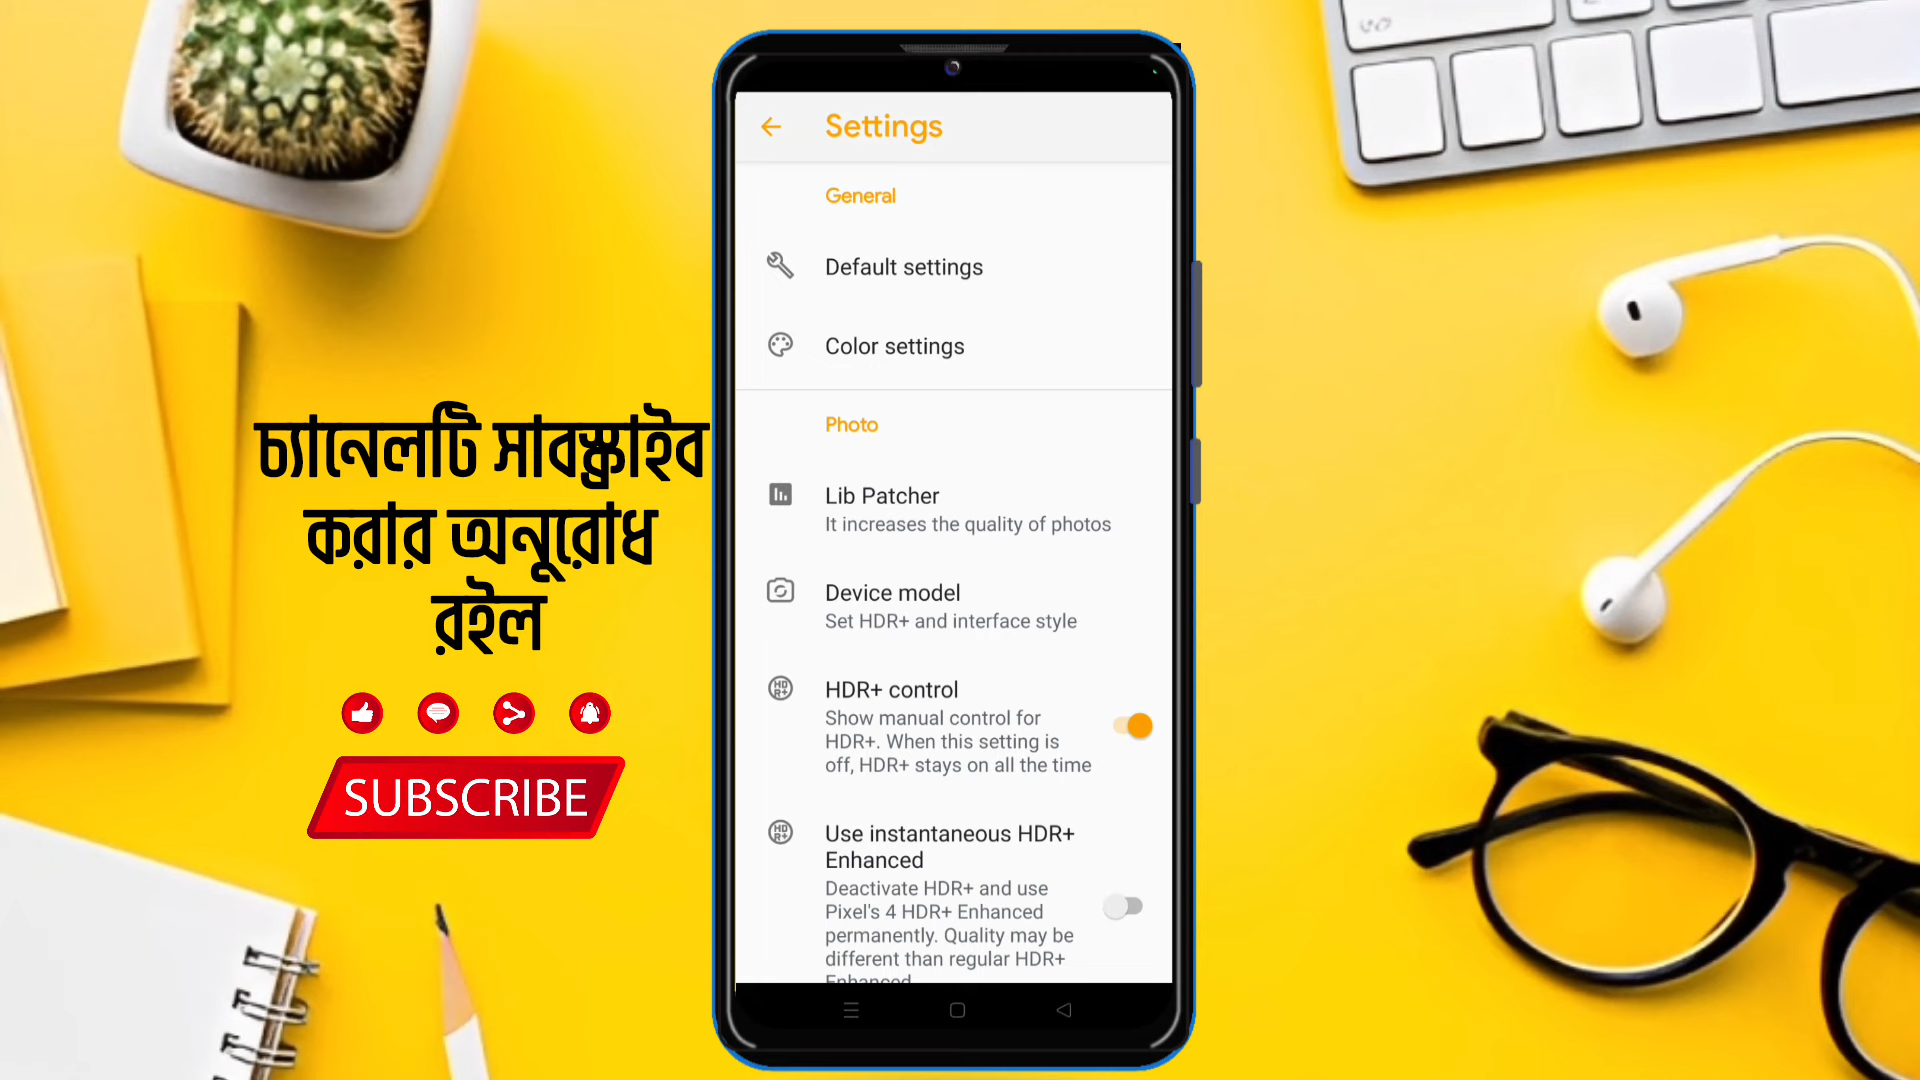 চ্যানেলটি সাবস্ক্রাইব
করার অনুরোধ
রইল
SUBSCRIBE
Settings
General
Default settings
Color settings
Photo
Lib Patcher
It increases the quality of photos
Device model
Set HDR+ and interface style
HDR+ control
Show manual control for
HDR+. When this setting is
off, HDR+ stays on all the time
Use instantaneous HDR+
Enhanced
Deactivate HDR+ and use
Pixel's 4 HDR+ Enhanced
permanently. Quality may be
different than regular HDR+
Enhanced